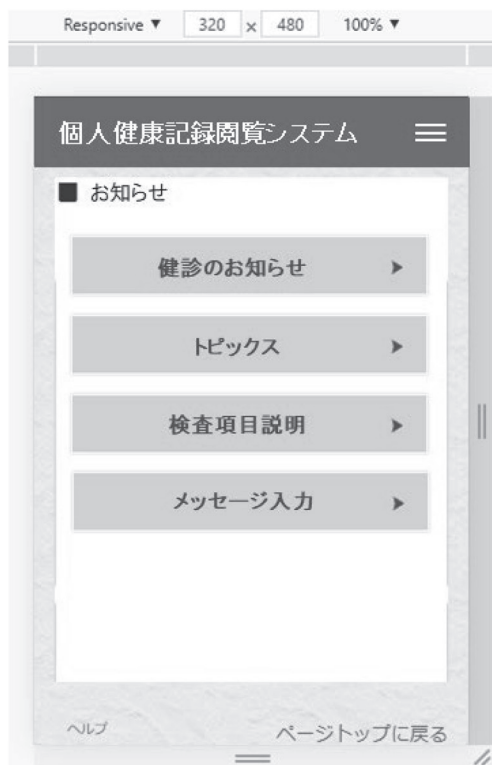 Responsive ▼ 320 × 480 100% ▼
個人健康記録閲覧システム
■ お知らせ
健診のお知らせ
トピックス
検査項目説明
メッセージ入力
ヘルプ ページトップに戻る